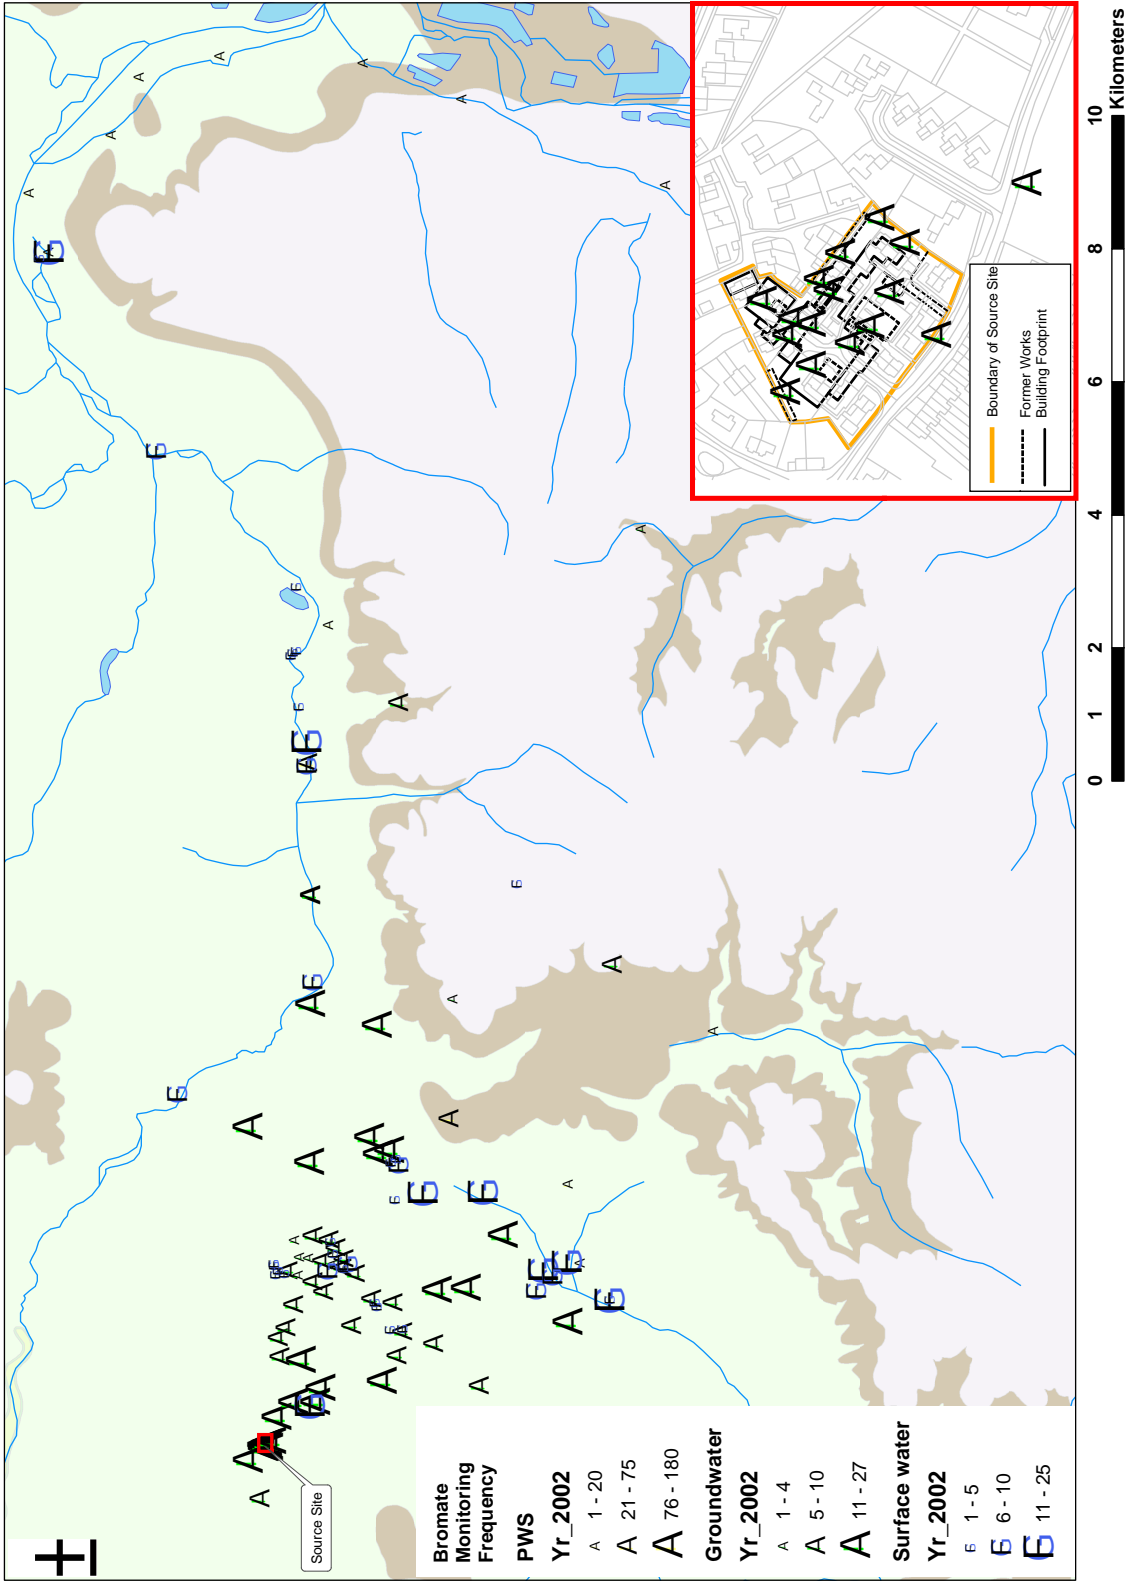 Source Site
Bromate
Monitoring
Frequency
PWS
Yr_2002
A 1 - 20
A 21 - 75
A 76 - 180
Groundwater
Yr_2002
A 1 - 4
A 5 - 10
A 11 - 27
Surface water
Yr_2002
G 1 - 5
G 6 - 10
G 11 - 25
Boundary of Source Site
Former Works
Building Footprint
0 1 2 4 6 8 10
Kilometers